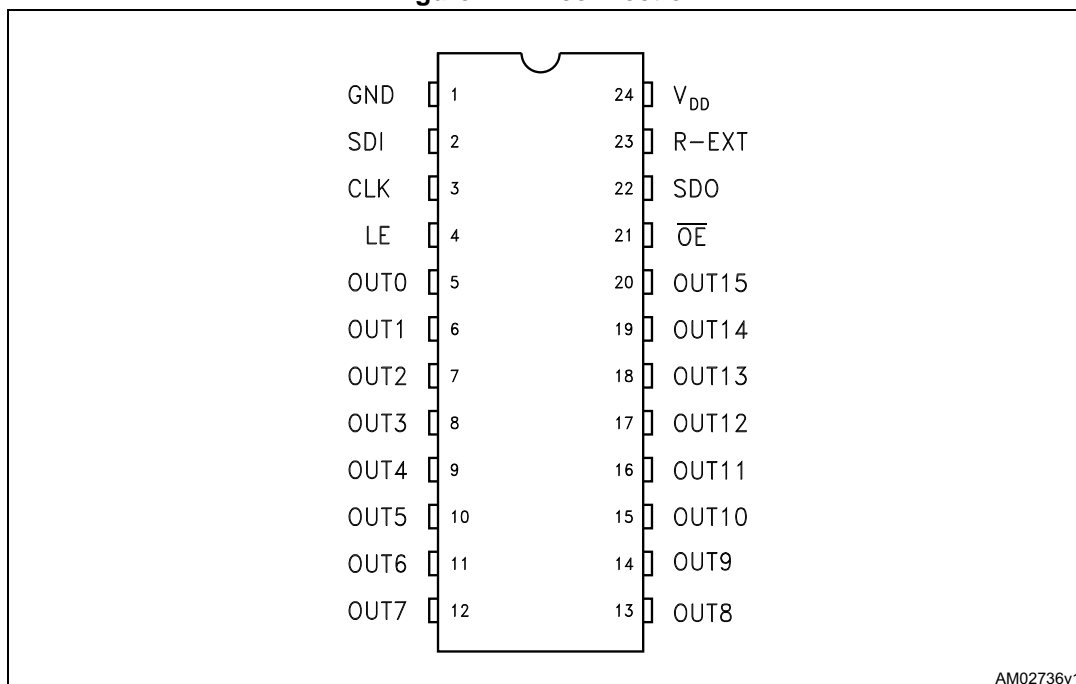 GND 1 24 V_DD
SDI 2 23 R-EXT
CLK 3 22 SDO
LE 4 21 O̅E̅
OUT0 5 20 OUT15
OUT1 6 19 OUT14
OUT2 7 18 OUT13
OUT3 8 17 OUT12
OUT4 9 16 OUT11
OUT5 10 15 OUT10
OUT6 11 14 OUT9
OUT7 12 13 OUT8
AM02736v1